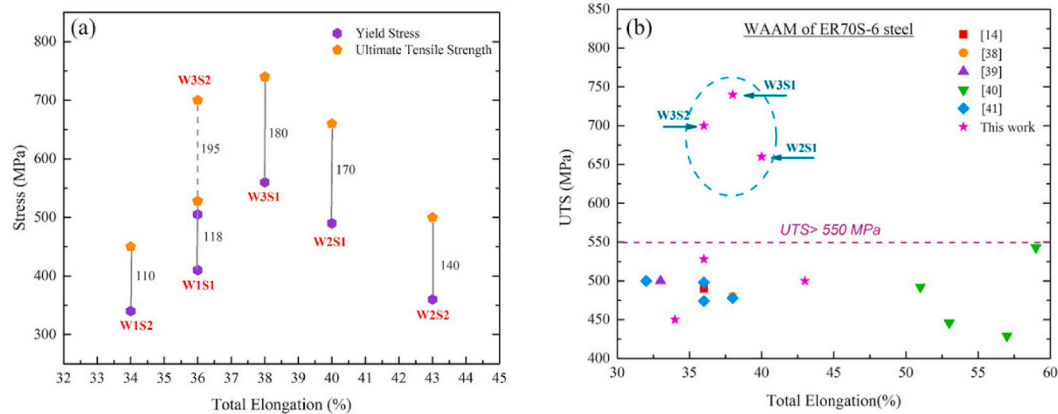 (a)
Yield Stress
Ultimate Tensile Strength
800
700
600
500
400
300
Stress (MPa)
W3S2
195
118
W1S1
110
W1S2
180
W3S1
170
W2S1
140
W2S2
32 33 34 35 36 37 38 39 40 41 42 43 44 45
Total Elongation (%)
(b)
WAAM of ER70S-6 steel
[14]
[38]
[39]
[40]
[41]
This work
850
800
750
700
650
600
550
500
450
400
UTS (MPa)
W3S1
W3S2
W2S1
UTS> 550 MPa
30 35 40 45 50 55 60
Total Elongation(%)